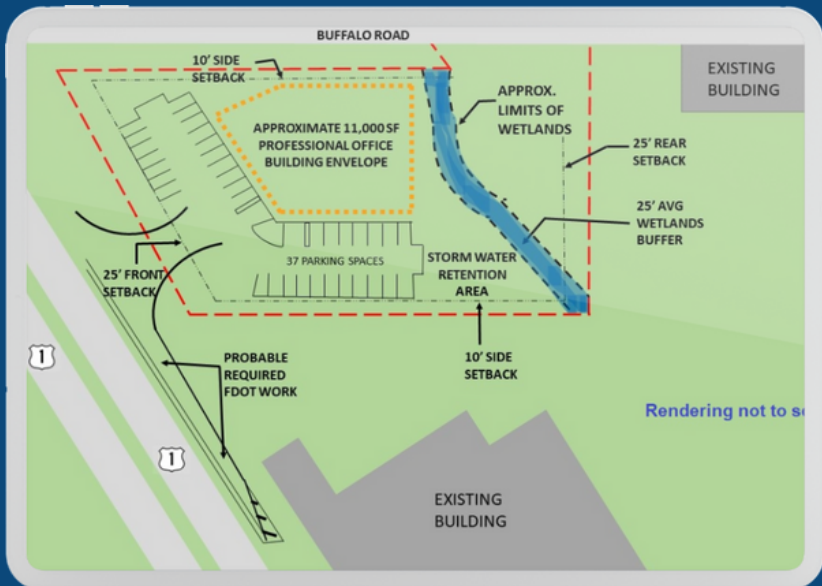 BUFFALO ROAD
10' SIDE
SETBACK
EXISTING
BUILDING
APPROX.
LIMITS OF
WETLANDS
APPROXIMATE 11,000 SF
PROFESSIONAL OFFICE
BUILDING ENVELOPE
25' REAR
SETBACK
25' AVG
WETLANDS
BUFFER
37 PARKING SPACES
STORM WATER
RETENTION
AREA
25' FRONT
SETBACK
1
PROBABLE
REQUIRED
FDOT WORK
10' SIDE
SETBACK
Rendering not to
1
EXISTING
BUILDING